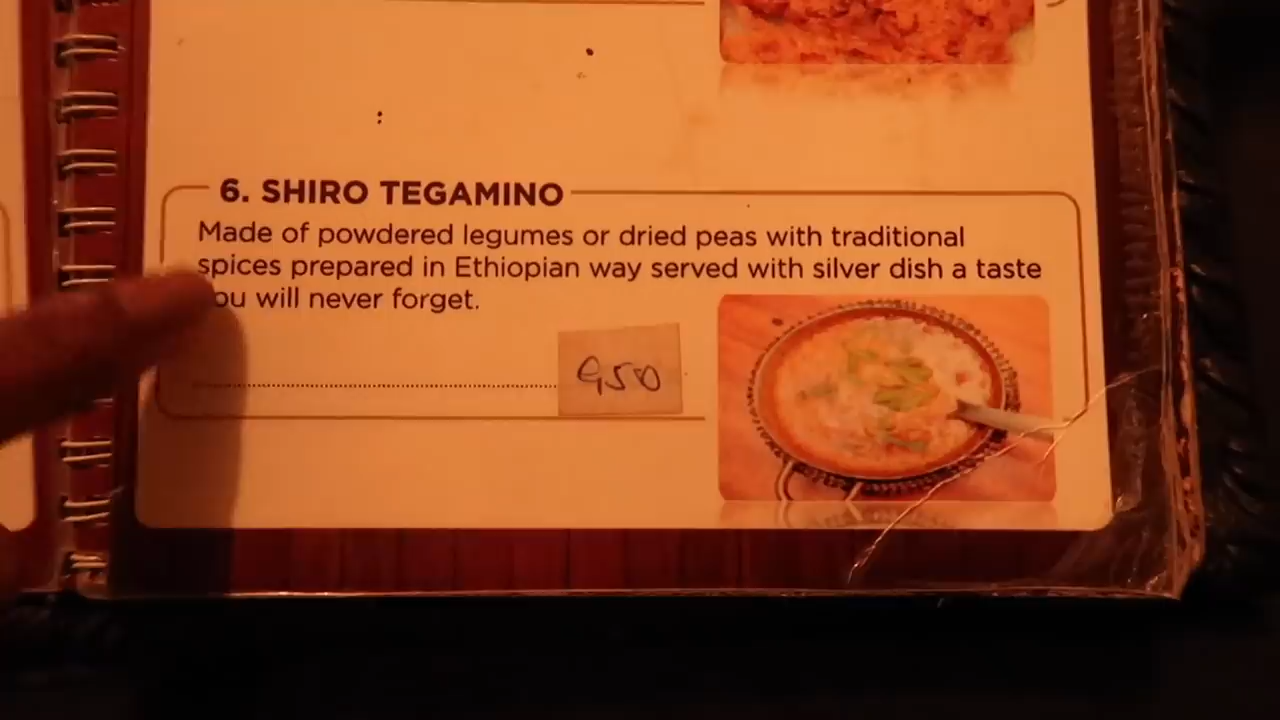 6. SHIRO TEGAMINO
Made of powdered legumes or dried peas with traditional
spices prepared in Ethiopian way served with silver dish a taste
you will never forget.
950